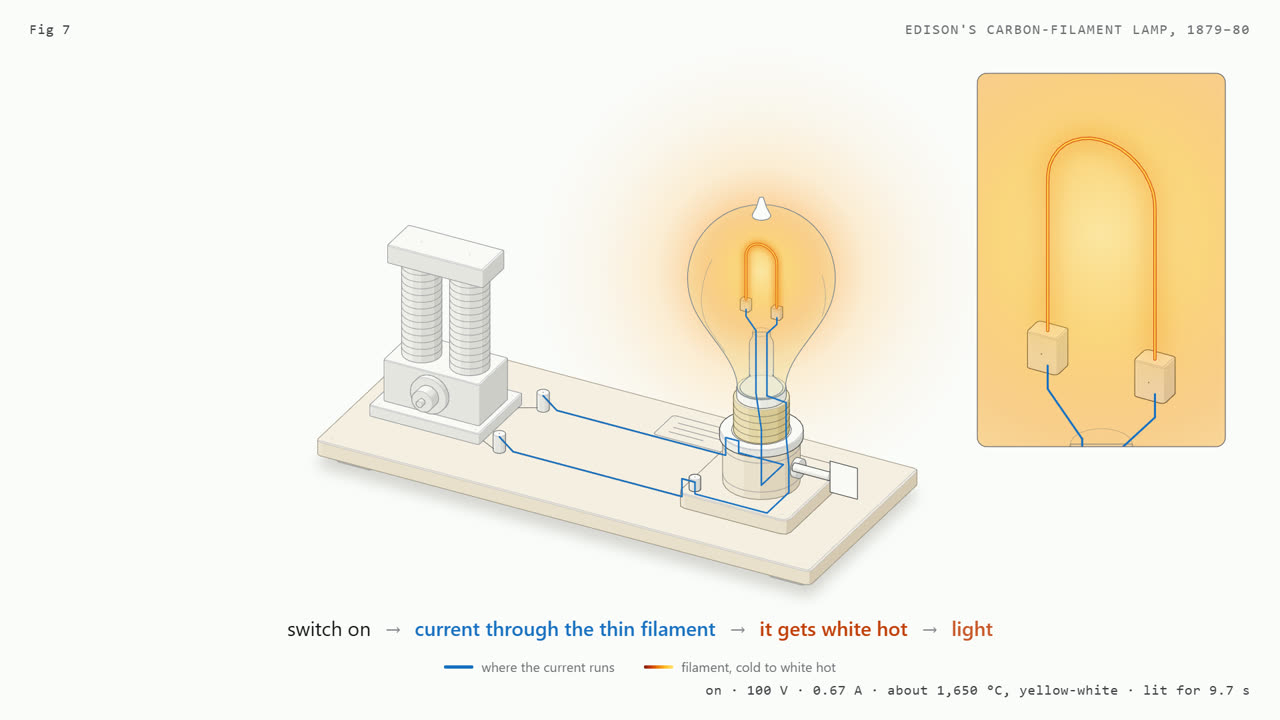 Fig 7
EDISON'S CARBON-FILAMENT LAMP, 1879–80
switch on → current through the thin filament → it gets white hot → light
where the current runs
filament, cold to white hot
on · 100 V · 0.67 A · about 1,650 °C, yellow-white · lit for 9.7 s